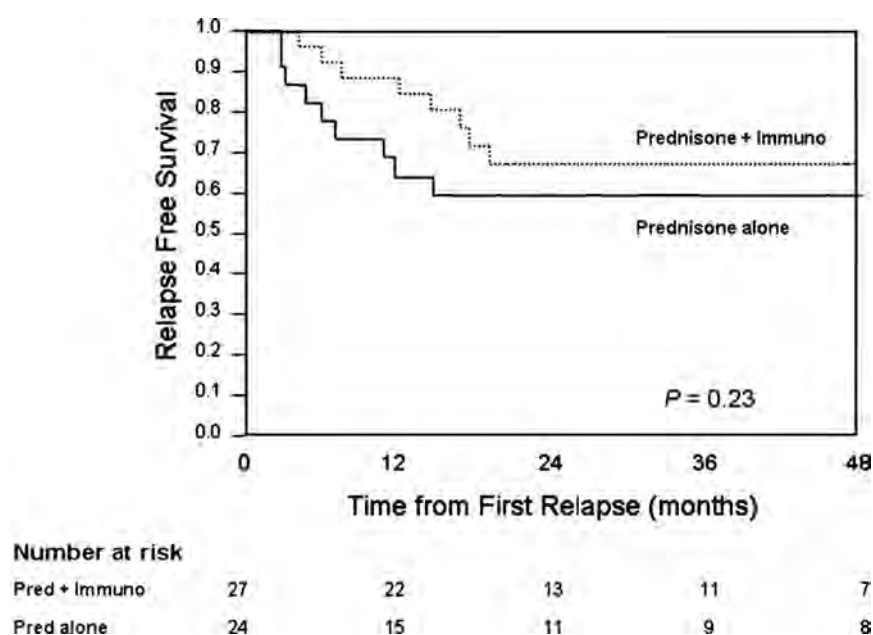 Relapse Free Survival
1.0
0.9
0.8
0.7
0.6
0.5
0.4
0.3
0.2
0.1
0.0
Prednisone + Immuno
Prednisone alone
P = 0.23
0 12 24 36 48
Time from First Relapse (months)
Number at risk
Pred + Immuno 27 22 13 11 7
Pred alone 24 15 11 9 8